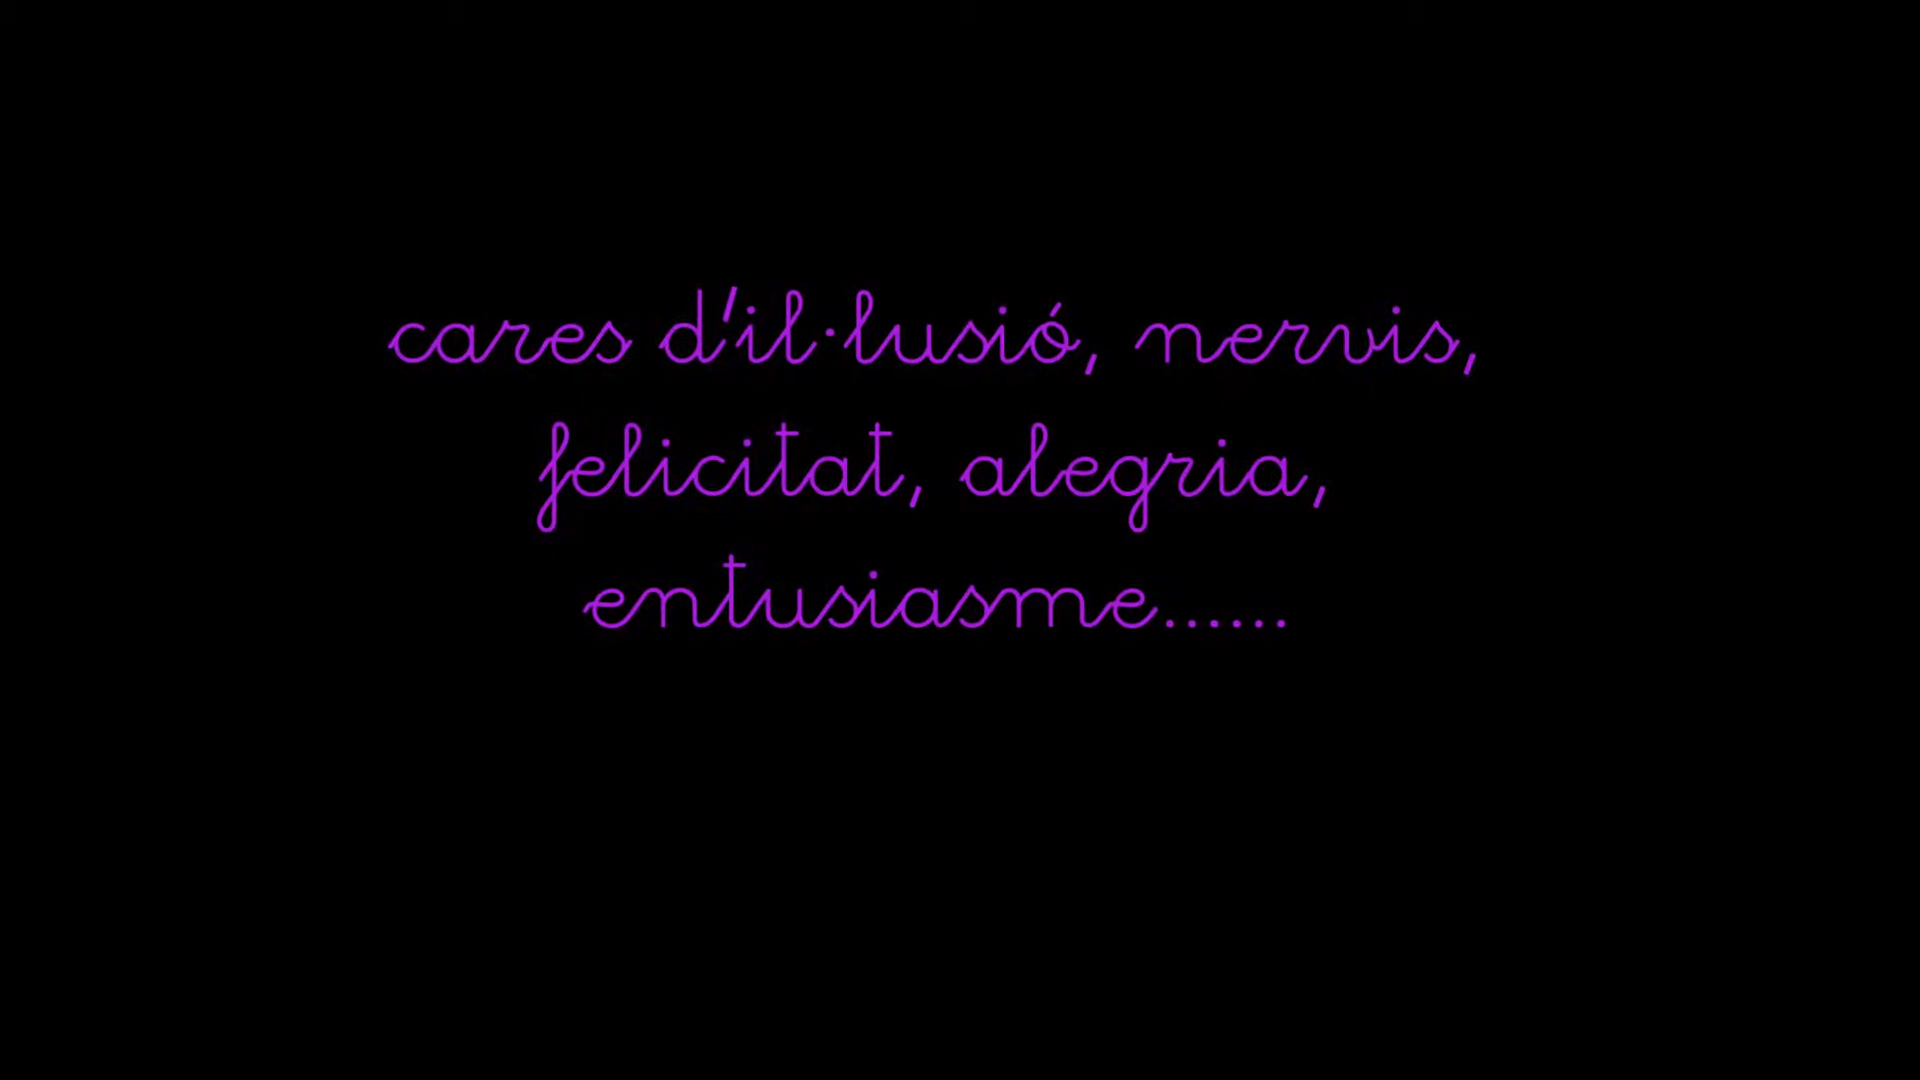 cares d'il·lusió, nervis,
felicitat, alegria,
entusiasme......